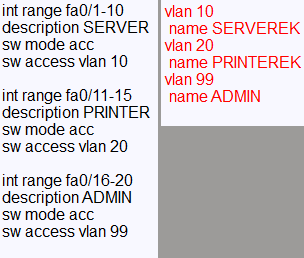 int range fa0/1-10
description SERVER
sw mode acc
sw access vlan 10
int range fa0/11-15
description PRINTER
sw mode acc
sw access vlan 20
int range fa0/16-20
description ADMIN
sw mode acc
sw access vlan 99
vlan 10
name SERVEREK
vlan 20
name PRINTEREK
vlan 99
name ADMIN